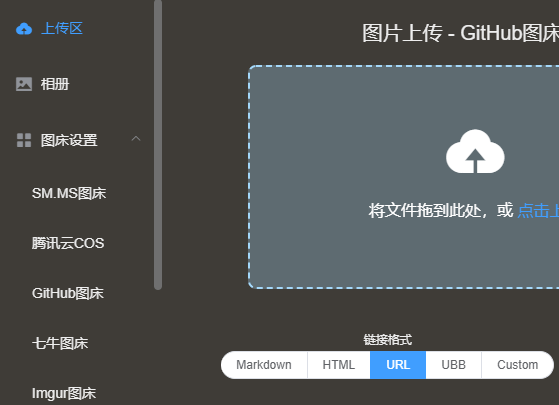 上传区
相册
图床设置
SM.MS图床
腾讯云COS
GitHub图床
七牛图床
Imgur图床
图片上传 - GitHub图床
将文件拖到此处，或 点击上
链接格式
Markdown HTML URL UBB Custom